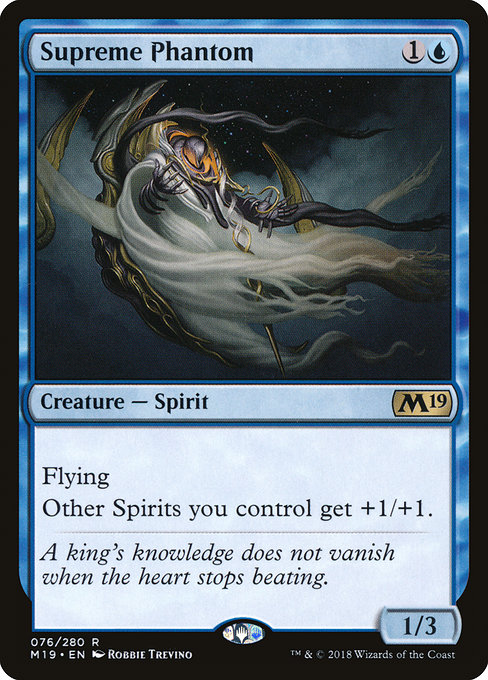 Supreme Phantom 1
Creature — Spirit M19
Flying
Other Spirits you control get +1/+1.
A king's knowledge does not vanish
when the heart stops beating.
1/3
076/280 R
M19 • EN Robbie Trevino ™ & © 2018 Wizards of the Coast